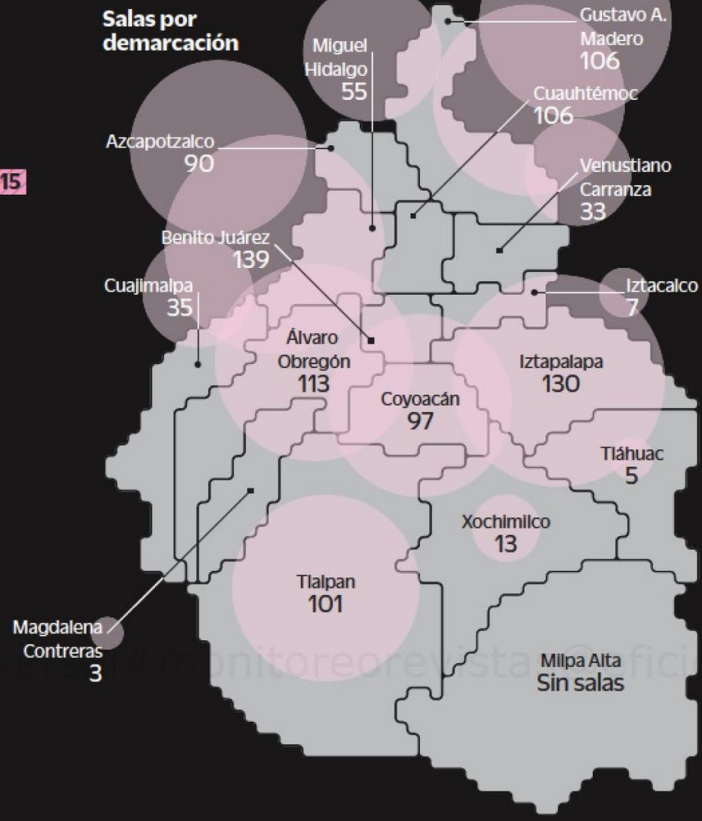 Salas por
demarcación
Gustavo A.
Madero
106
Miguel
Hidalgo
55
Cuauhtémoc
106
Azcapotzalco
90
Venustiano
Carranza
33
15
Benito Juárez
139
Cuajimalpa
35
Iztacalco
7
Álvaro
Obregón
113
Iztapalapa
130
Coyoacán
97
Tláhuac
5
Xochimilco
13
Tlalpan
101
Magdalena
Contreras
3
monitoreorevistas@ofici
Milpa Alta
Sin salas